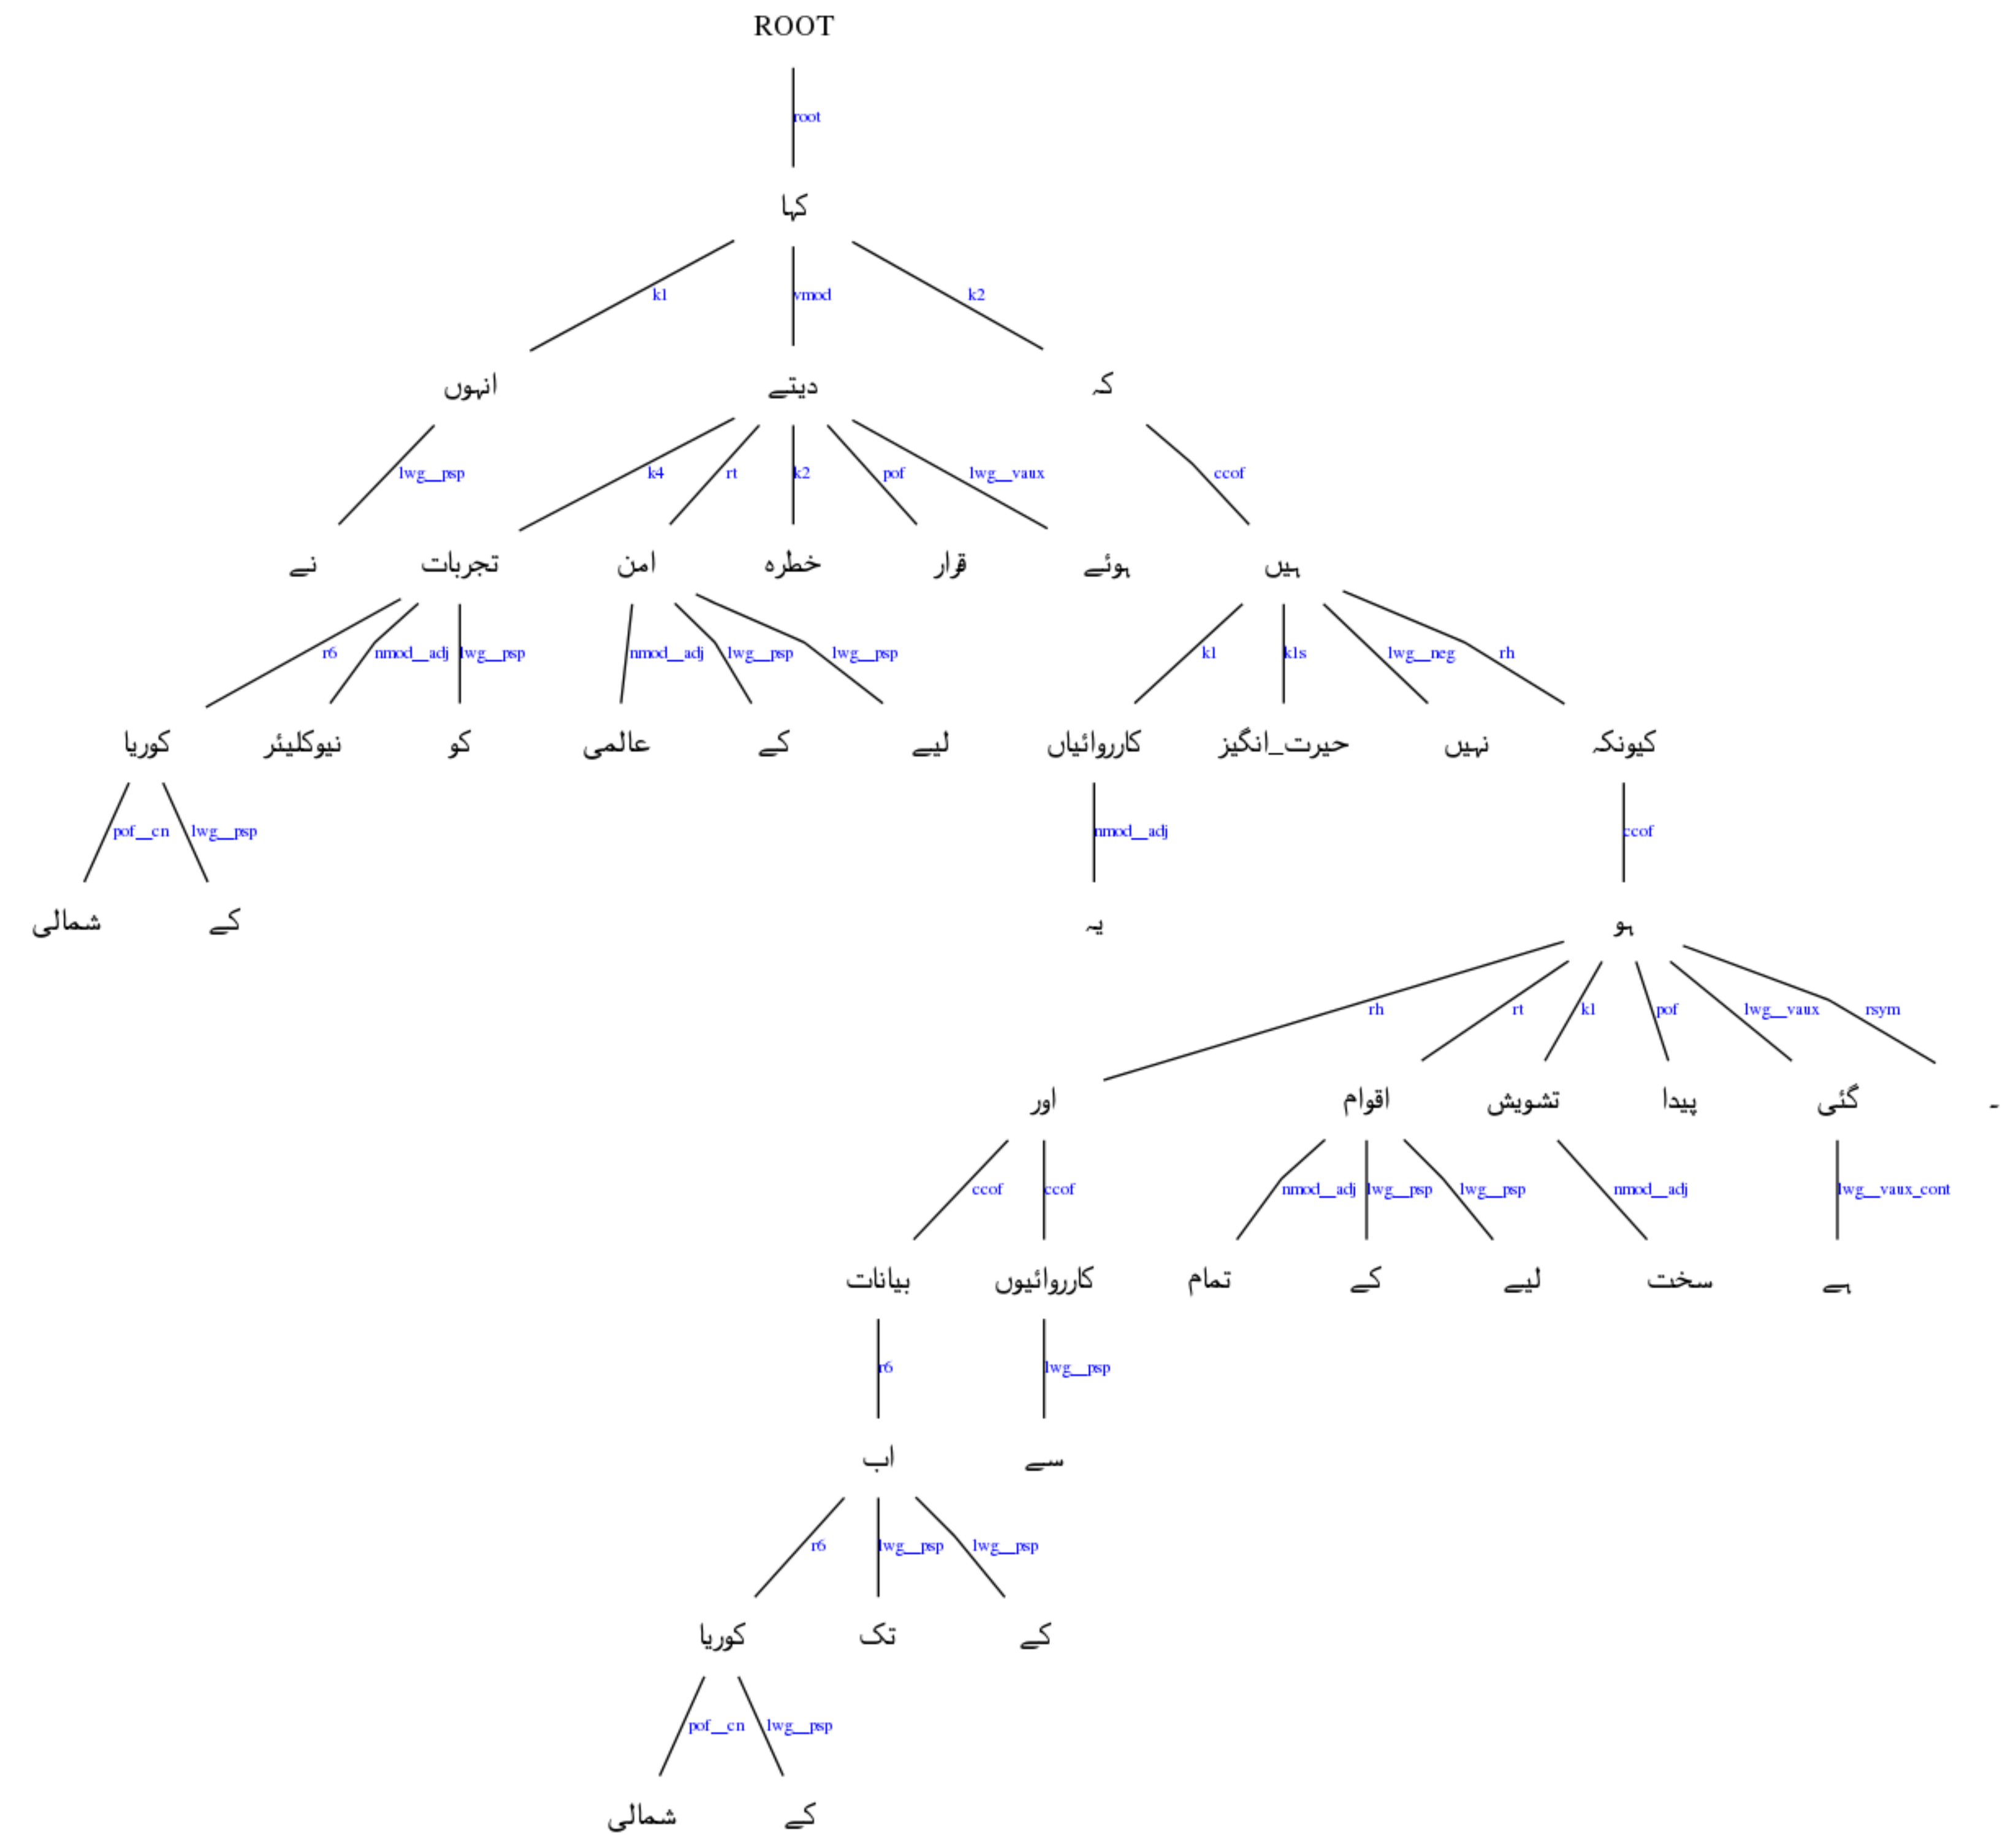 ROOT
root
کہا
k1 vmod k2
انہوں دیتے کہ
lwg__psp k4 rt k2 pof lwg__vaux ccof
نے تجربات امن خطرہ قرار ہوئے ہیں
r6 nmod__adj lwg__psp nmod__adj lwg__psp lwg__psp k1 k1s lwg__neg rh
کوریا نیوکلیئر کو عالمی کے لیے کارروائیاں حیرت_انگیز نہیں کیونکہ
pof__cn lwg__psp nmod__adj ccof
شمالی کے یہ ہو
rh rt k1 pof lwg__vaux rsym
اور اقوام تشویش پیدا گئی ۔
ccof ccof nmod__adj lwg__psp lwg__psp nmod__adj lwg__vaux_cont
بیانات کارروائیوں تمام کے لیے سخت ہے
r6 lwg__psp
اب سے
r6 lwg__psp lwg__psp
کوریا تک کے
pof__cn lwg__psp
شمالی کے